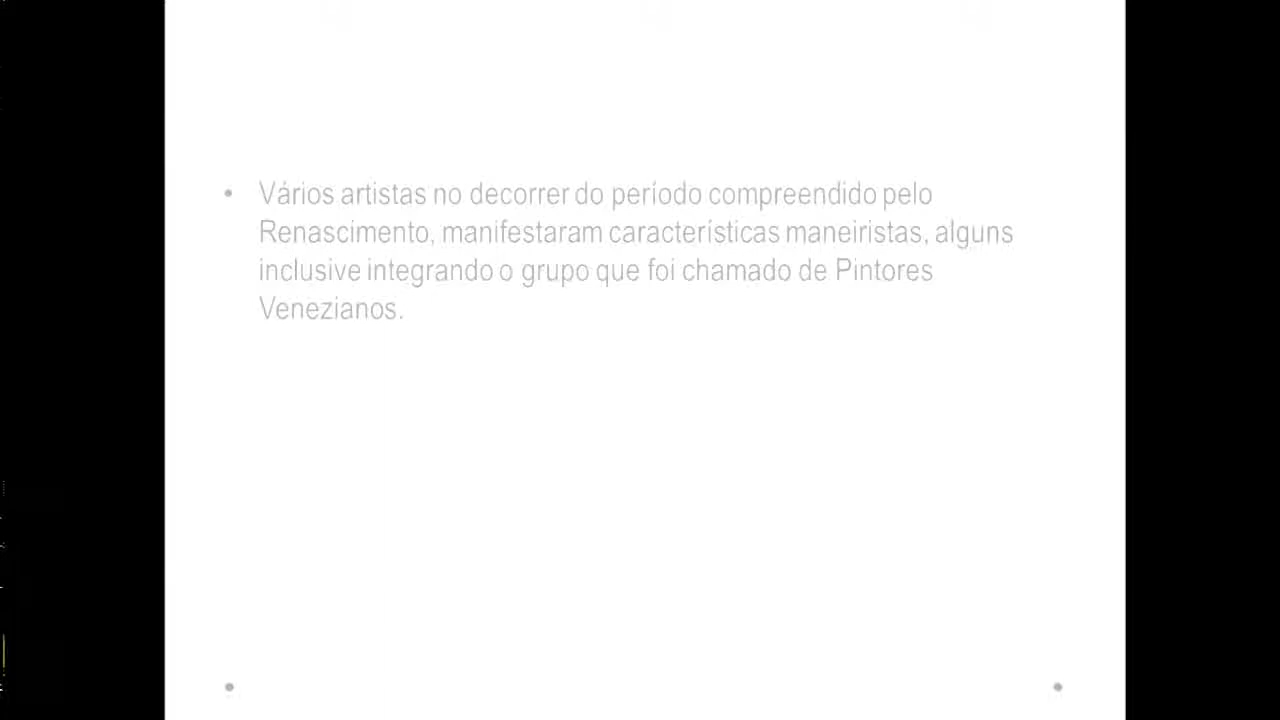 • Vários artistas no decorrer do período compreendido pelo
Renascimento, manifestaram características maneiristas, alguns
inclusive integrando o grupo que foi chamado de Pintores
Venezianos.